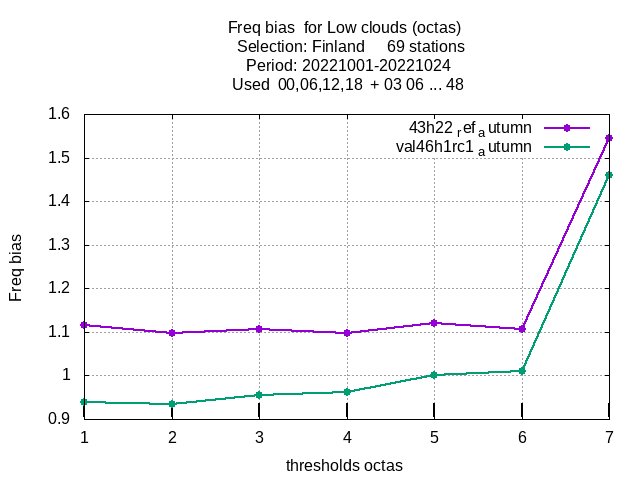 Freq bias  for Low clouds (octas)
Selection: Finland     69 stations
Period: 20221001-20221024
Used  00,06,12,18  + 03 06 ... 48
43h22 ref autumn
val46h1rc1 autumn
1.6
1.5
1.4
1.3
1.2
1.1
1
0.9
Freq bias
1 2 3 4 5 6 7
thresholds octas